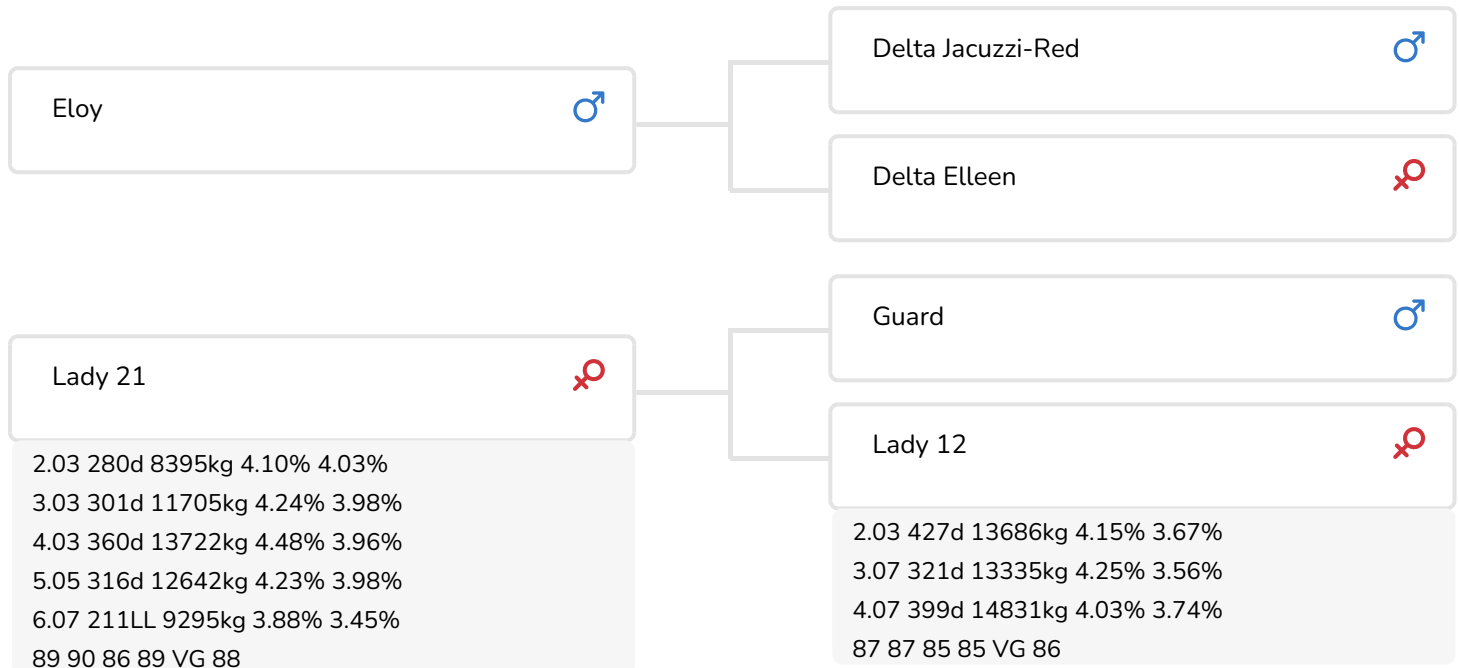 Eloy
Delta Jacuzzi-Red
Delta Elleen
Lady 21
2.03 280d 8395kg 4.10% 4.03%
3.03 301d 11705kg 4.24% 3.98%
4.03 360d 13722kg 4.48% 3.96%
5.05 316d 12642kg 4.23% 3.98%
6.07 211LL 9295kg 3.88% 3.45%
89 90 86 89 VG 88
Guard
Lady 12
2.03 427d 13686kg 4.15% 3.67%
3.07 321d 13335kg 4.25% 3.56%
4.07 399d 14831kg 4.03% 3.74%
87 87 85 85 VG 86